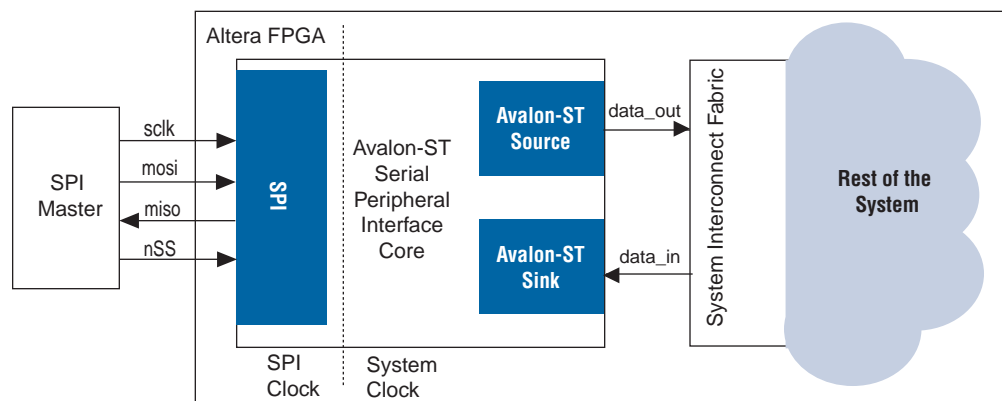 Altera FPGA
SPI
Master
sclk
mosi
miso
nSS
SPI
Avalon-ST
Serial
Peripheral
Interface
Core
Avalon-ST
Source
Avalon-ST
Sink
data_out
data_in
System Interconnect Fabric
Rest of the
System
SPI
Clock
System
Clock